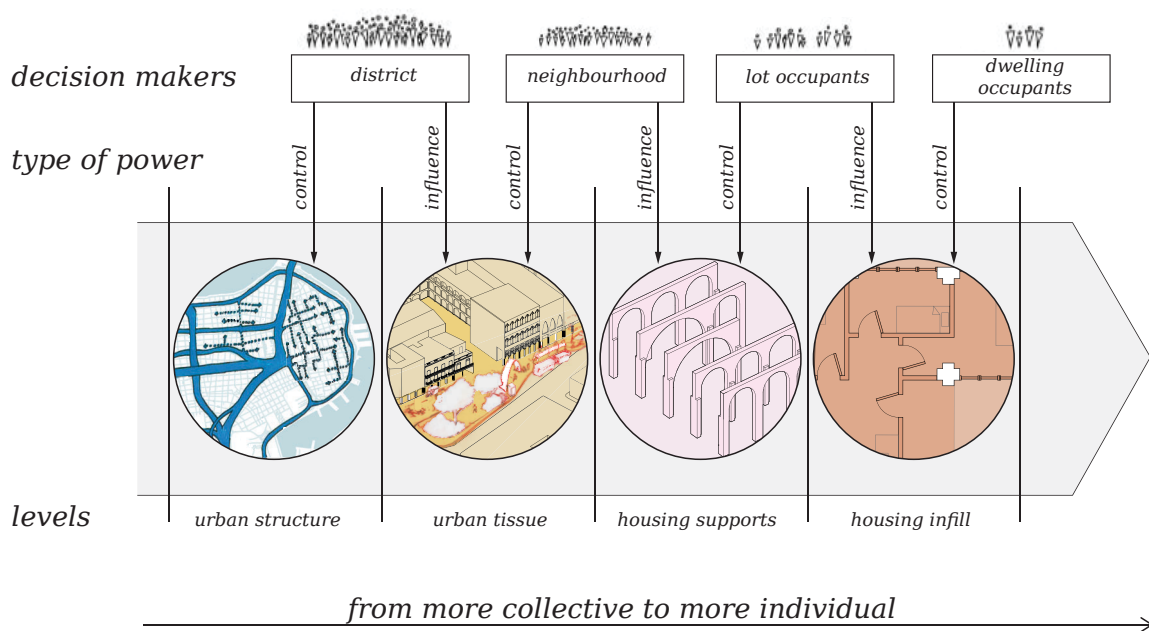 decision makers
district
neighbourhood
lot occupants
dwelling
occupants
type of power
control
influence
control
influence
control
influence
control
levels
urban structure
urban tissue
housing supports
housing infill
from more collective to more individual